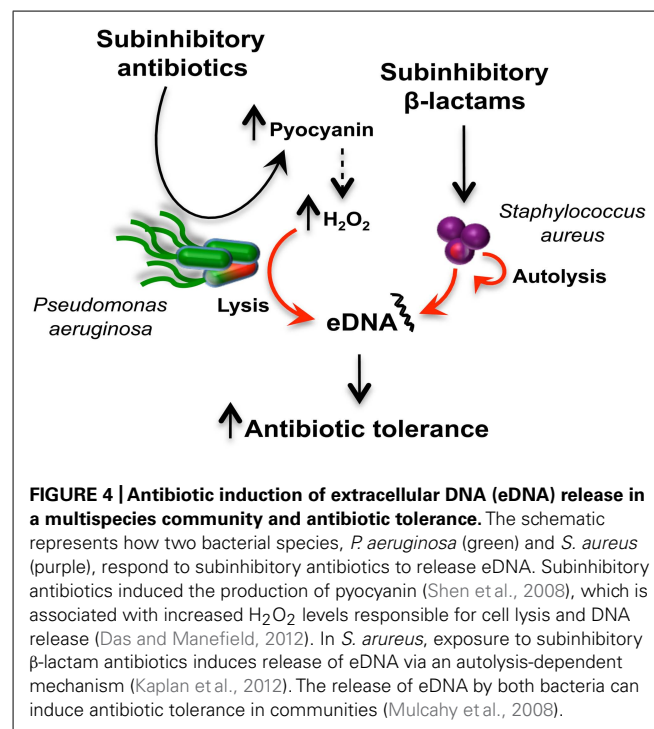 Subinhibitory
antibiotics
Subinhibitory
β-lactams
Pyocyanin
H₂O₂
Staphylococcus
aureus
Autolysis
Pseudomonas
aeruginosa
Lysis
eDNA
Antibiotic tolerance
FIGURE 4 | Antibiotic induction of extracellular DNA (eDNA) release in
a multispecies community and antibiotic tolerance. The schematic
represents how two bacterial species, P. aeruginosa (green) and S. aureus
(purple), respond to subinhibitory antibiotics to release eDNA. Subinhibitory
antibiotics induced the production of pyocyanin (Shen et al., 2008), which is
associated with increased H₂O₂ levels responsible for cell lysis and DNA
release (Das and Manefield, 2012). In S. arureus, exposure to subinhibitory
β-lactam antibiotics induces release of eDNA via an autolysis-dependent
mechanism (Kaplan et al., 2012). The release of eDNA by both bacteria can
induce antibiotic tolerance in communities (Mulcahy et al., 2008).